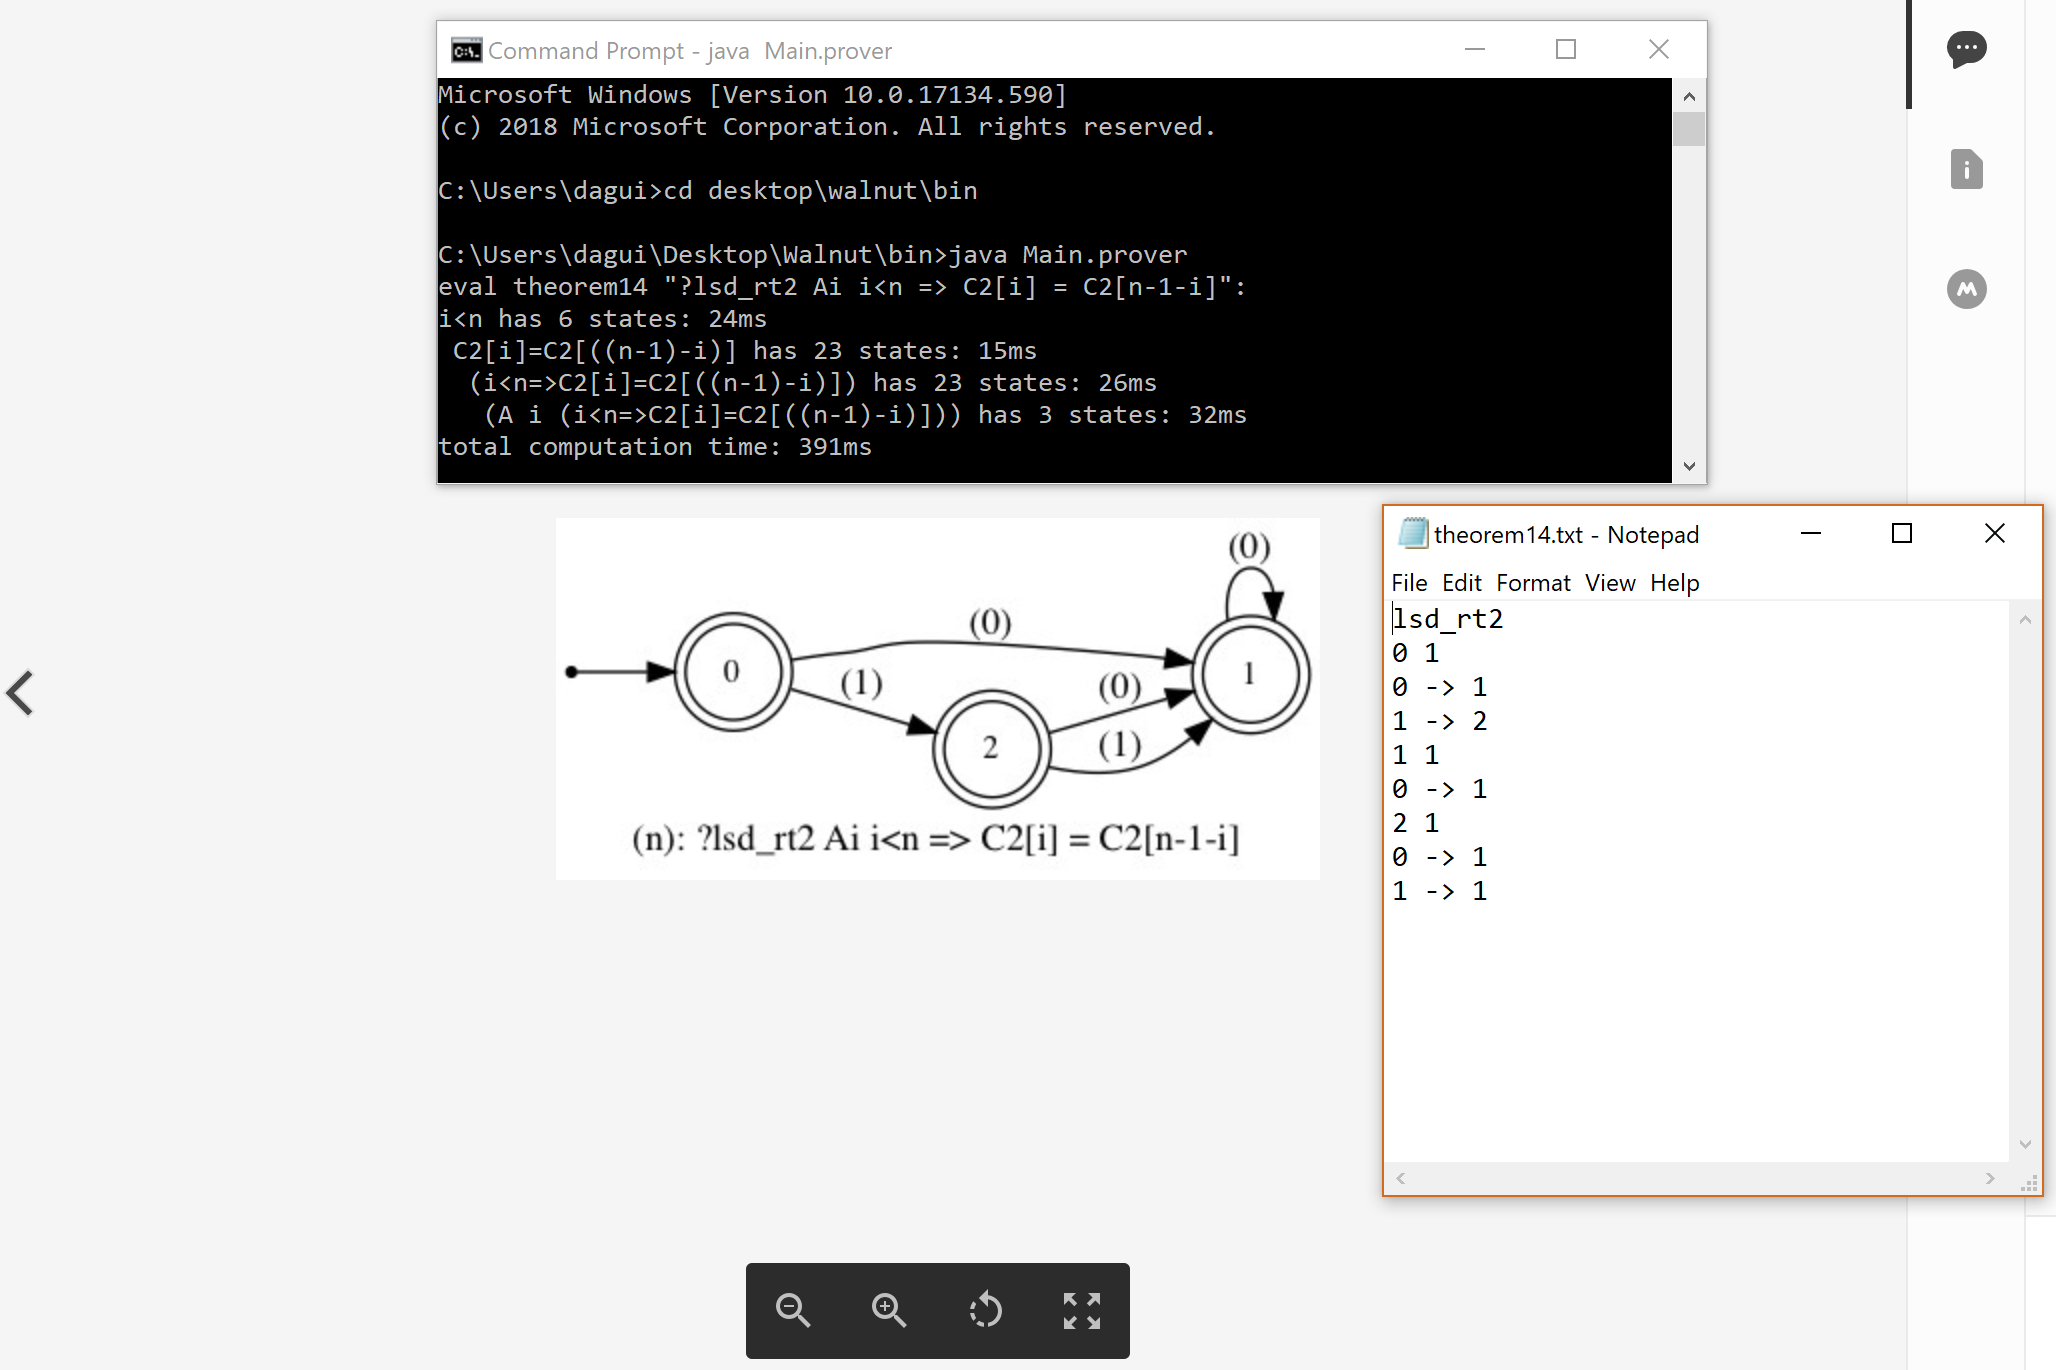 Command Prompt - java  Main.prover
Microsoft Windows [Version 10.0.17134.590]
(c) 2018 Microsoft Corporation. All rights reserved.
C:\Users\dagui>cd desktop\walnut\bin
C:\Users\dagui\Desktop\Walnut\bin>java Main.prover
eval theorem14 "?lsd_rt2 Ai i<n => C2[i] = C2[n-1-i]":
i<n has 6 states: 24ms
 C2[i]=C2[((n-1)-i)] has 23 states: 15ms
  (i<n=>C2[i]=C2[((n-1)-i)]) has 23 states: 26ms
   (A i (i<n=>C2[i]=C2[((n-1)-i)])) has 3 states: 32ms
total computation time: 391ms
(0)
(0)
0
(1)
(0)
1
2
(1)
(n): ?lsd_rt2 Ai i<n => C2[i] = C2[n-1-i]
theorem14.txt - Notepad
File Edit Format View Help
lsd_rt2
0 1
0 -> 1
1 -> 2
1 1
0 -> 1
2 1
0 -> 1
1 -> 1